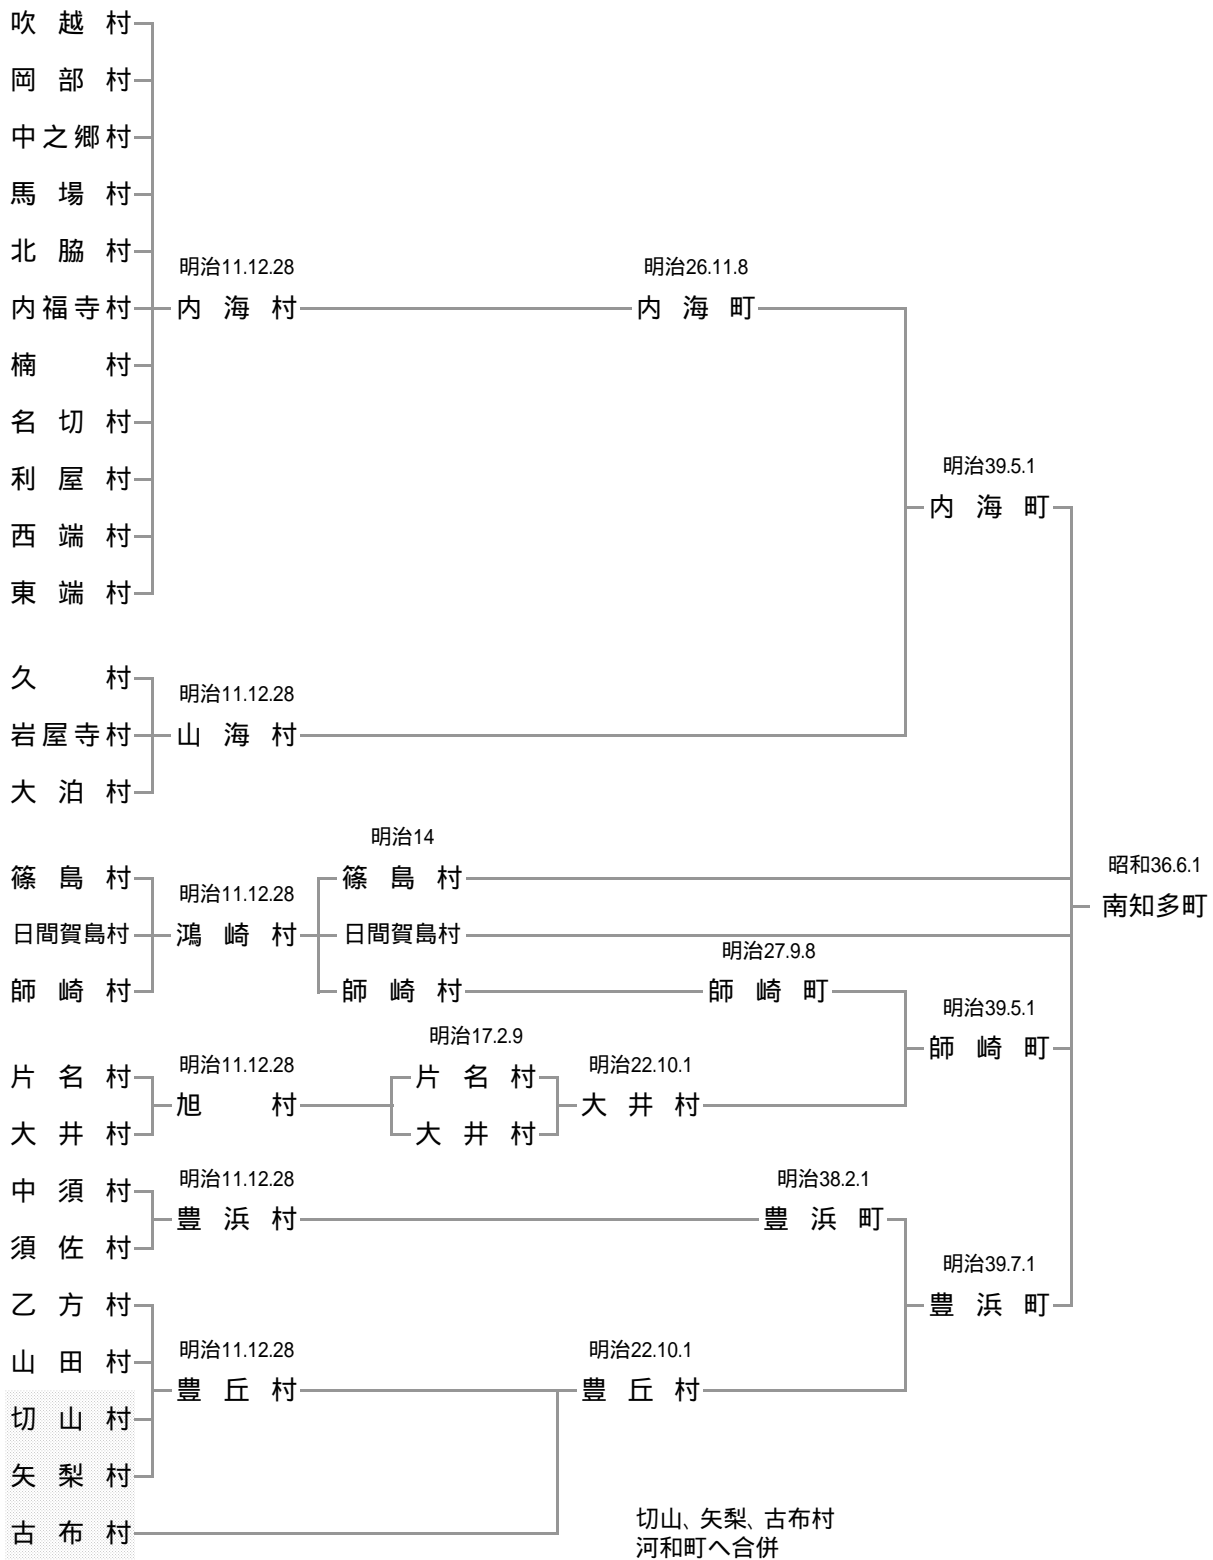 吹越村
岡部村
中之郷村
馬場村
北脇村
内福寺村
楠村
名切村
利屋村
西端村
東端村
明治11.12.28
内海村
明治26.11.8
内海町
明治39.5.1
内海町
久村
岩屋寺村
大泊村
明治11.12.28
山海村
篠島村
日間賀島村
師崎村
明治11.12.28
鴻崎村
明治14
篠島村
日間賀島村
師崎村
明治27.9.8
師崎町
明治39.5.1
師崎町
片名村
大井村
明治11.12.28
旭村
明治17.2.9
片名村
大井村
明治22.10.1
大井村
中須村
須佐村
明治11.12.28
豊浜村
明治38.2.1
豊浜町
明治39.7.1
豊浜町
乙方村
山田村
切山村
矢梨村
古布村
明治11.12.28
豊丘村
明治22.10.1
豊丘村
昭和36.6.1
南知多町
切山、矢梨、古布村
河和町へ合併